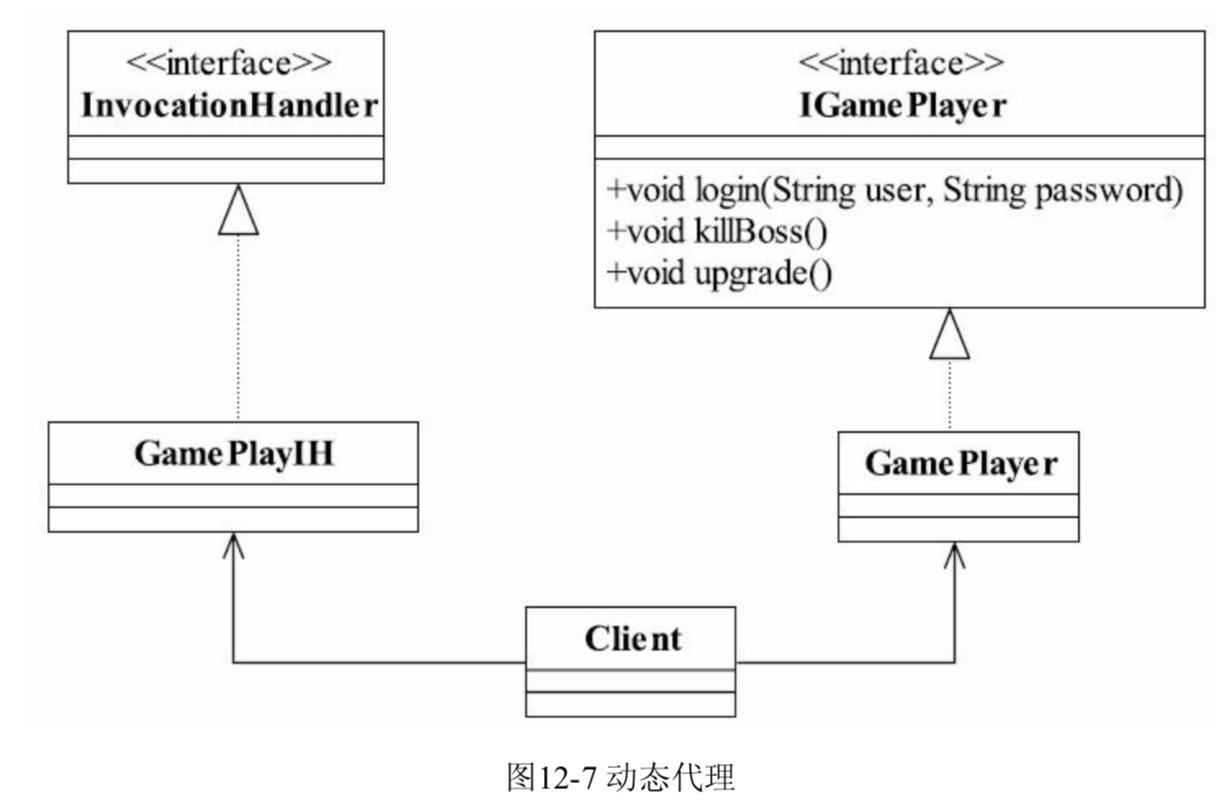 <<interface>>
InvocationHandler
<<interface>>
IGamePlayer
+void login(String user, String password)
+void killBoss()
+void upgrade()
GamePlayIH
GamePlayer
Client
图12-7 动态代理